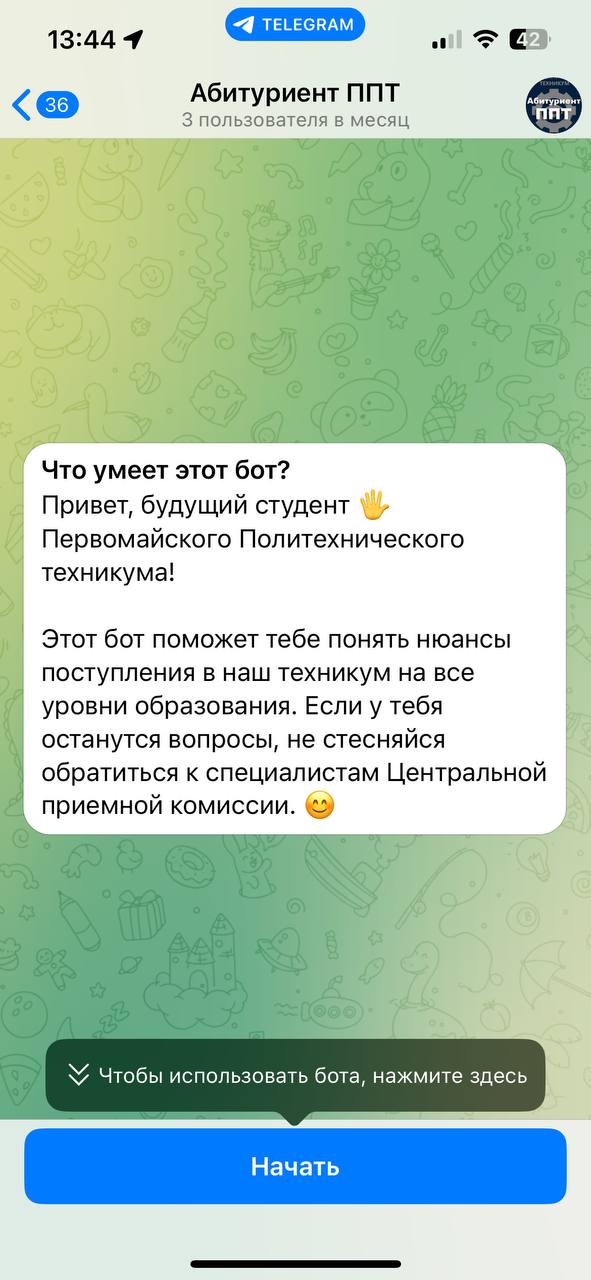 13:44
TELEGRAM
42
36
Абитуриент ППТ
3 пользователя в месяц
ТЕХНИКУМ
Абитуриент
ППТ
Что умеет этот бот?
Привет, будущий студент 🖐
Первомайского Политехнического
техникума!
Этот бот поможет тебе понять нюансы
поступления в наш техникум на все
уровни образования. Если у тебя
останутся вопросы, не стесняйся
обратиться к специалистам Центральной
приемной комиссии. 😊
Чтобы использовать бота, нажмите здесь
Начать